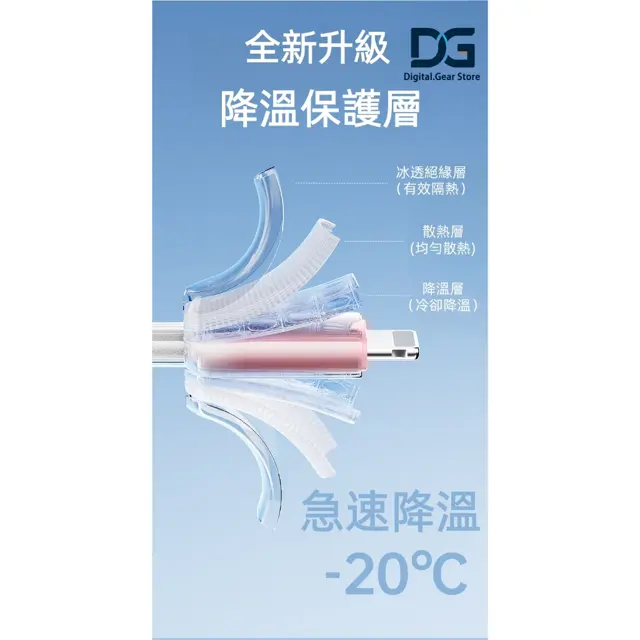 全新升級
DG
Digital.Gear Store
降溫保護層
冰透絕緣層
(有效隔熱)
散熱層
(均勻散熱)
降溫層
(冷卻降溫)
急速降溫
-20°C